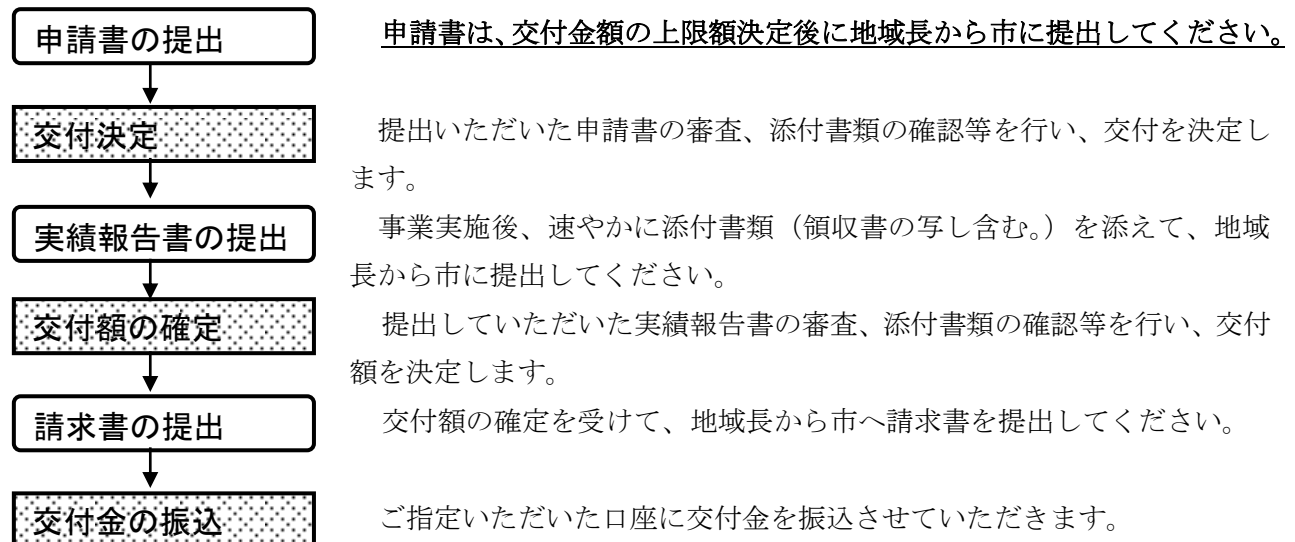 申請書の提出
申請書は、交付金額の上限額決定後に地域長から市に提出してください。
交付決定
提出いただいた申請書の審査、添付書類の確認等を行い、交付を決定し
ます。
実績報告書の提出
事業実施後、速やかに添付書類（領収書の写し含む。）を添えて、地域
長から市に提出してください。
交付額の確定
提出していただいた実績報告書の審査、添付書類の確認等を行い、交付
額を決定します。
請求書の提出
交付額の確定を受けて、地域長から市へ請求書を提出してください。
交付金の振込
ご指定いただいた口座に交付金を振込させていただきます。